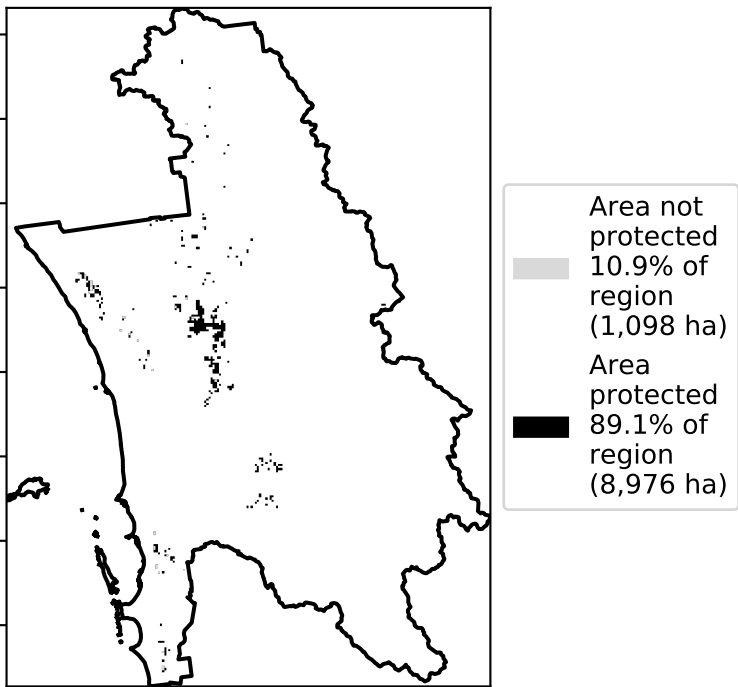 Area not
protected
10.9% of
region
(1,098 ha)
Area
protected
89.1% of
region
(8,976 ha)